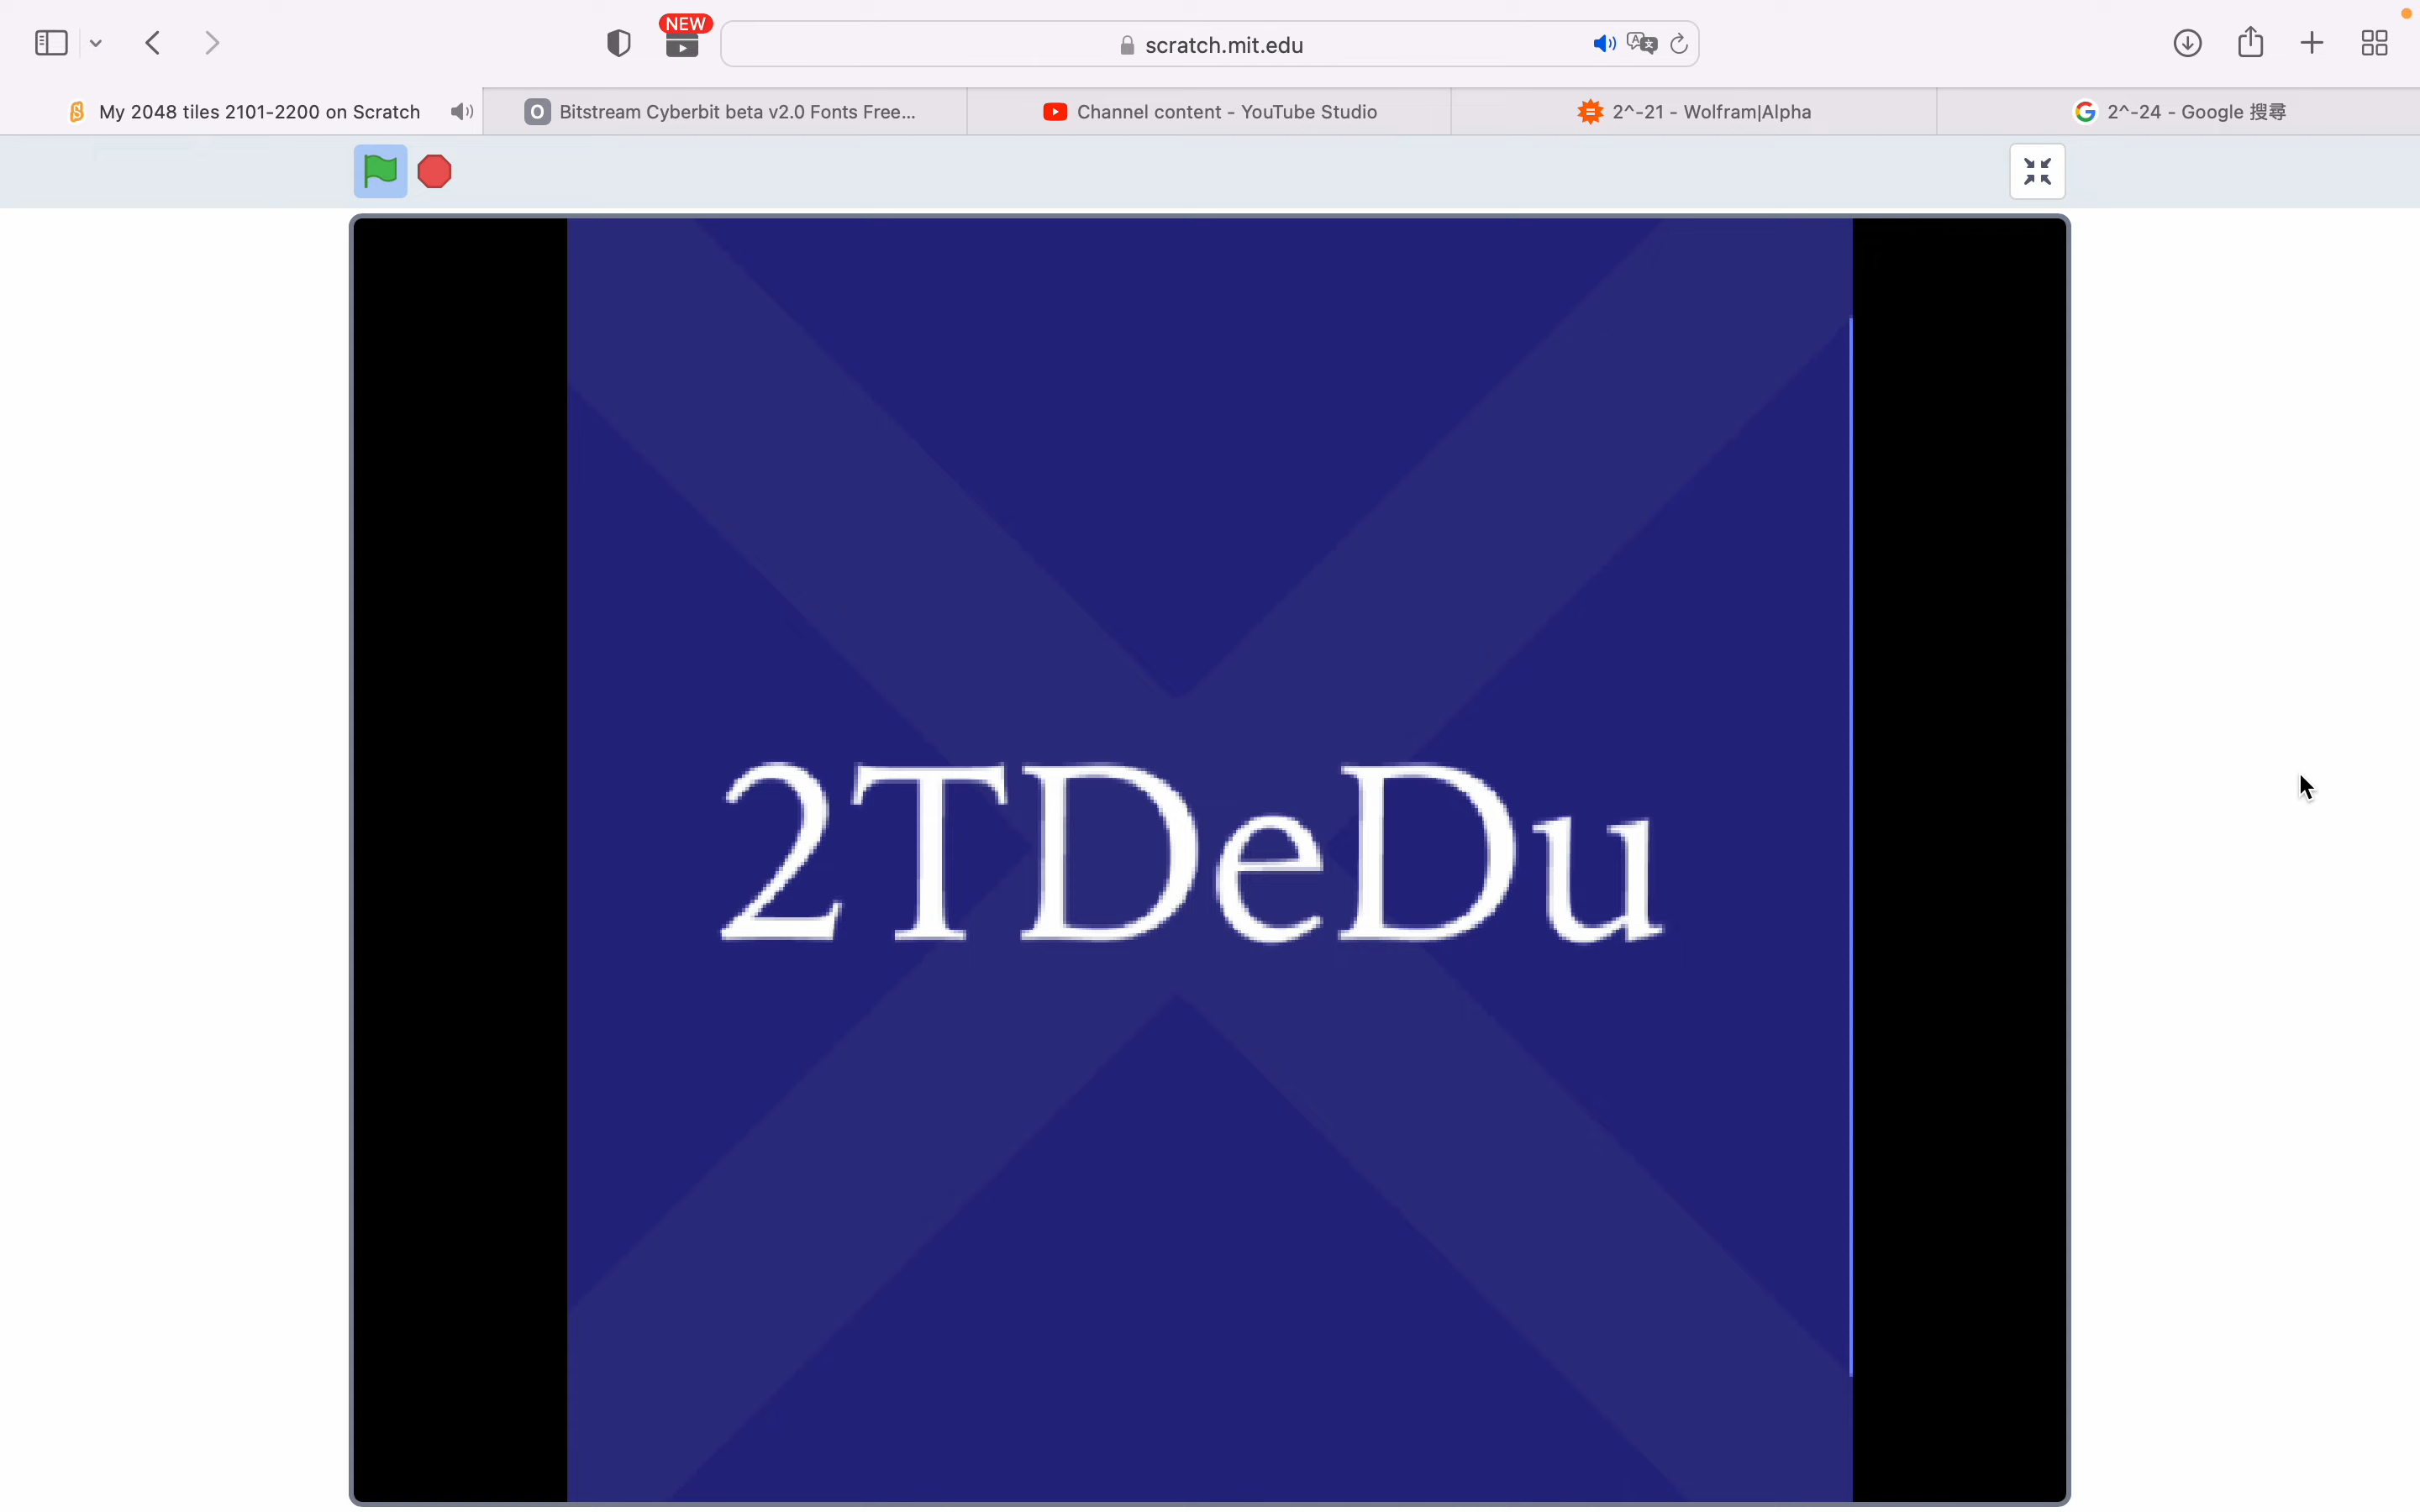 NEW
scratch.mit.edu
My 2048 tiles 2101-2200 on Scratch
O Bitstream Cyberbit beta v2.0 Fonts Free...
Channel content - YouTube Studio
2^-21 - Wolfram|Alpha
2^-24 - Google 搜尋
2TDeDu